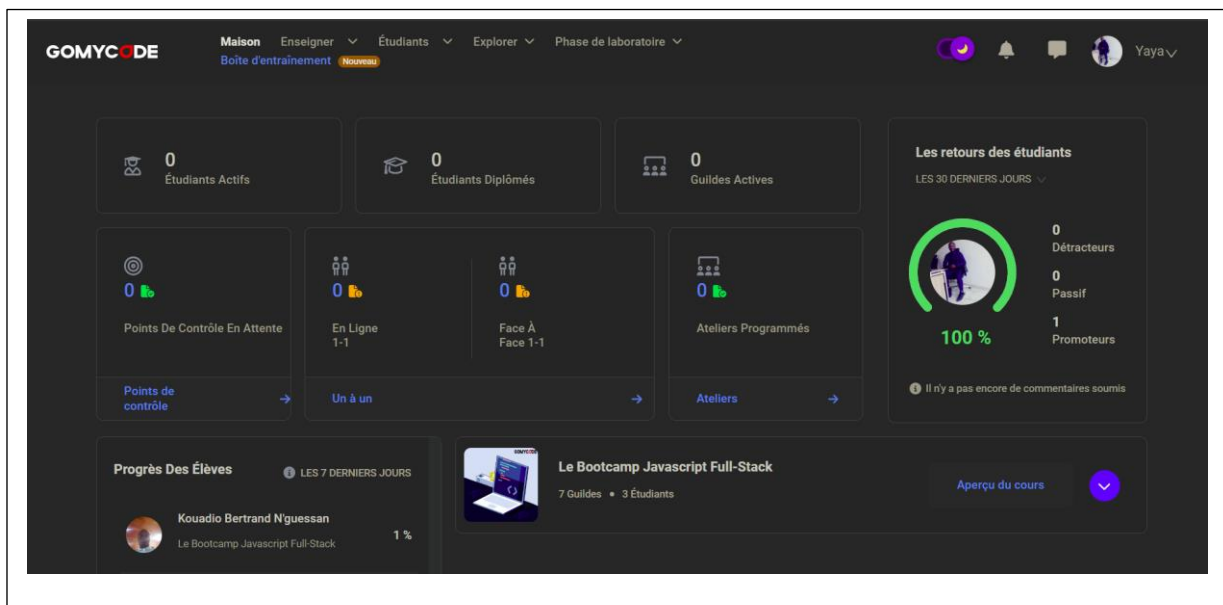 GOMYCODE
Maison Enseigner Étudiants Explorer Phase de laboratoire
Boîte d'entraînement Nouveau
Yaya
0
Étudiants Actifs
0
Étudiants Diplômés
0
Guildes Actives
Les retours des étudiants
LES 30 DERNIERS JOURS
0
Détracteurs
0
Passif
1
Promoteurs
100 %
Il n'y a pas encore de commentaires soumis
0
Points De Contrôle En Attente
Points de
contrôle
0
En Ligne
1-1
0
Face À
Face 1-1
Un à un
0
Ateliers Programmés
Ateliers
Progrès Des Élèves
LES 7 DERNIERS JOURS
Kouadio Bertrand N'guessan
Le Bootcamp Javascript Full-Stack
1 %
GOMYCODE
Le Bootcamp Javascript Full-Stack
7 Guildes • 3 Étudiants
Aperçu du cours